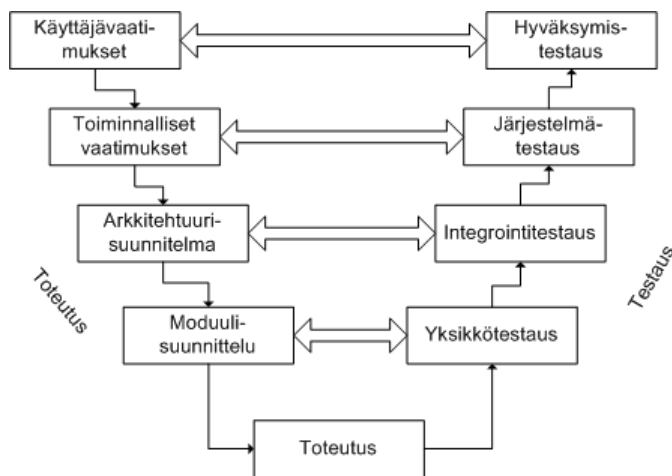 Käyttäjävaati-
mukset
Hyväksymis-
testaus
Toiminnalliset
vaatimukset
Järjestelmä-
testaus
Arkkitehtuuri-
suunnitelma
Integrointitestaus
Toteutus
Testaus
Moduuli-
suunnittelu
Yksikkötestaus
Toteutus